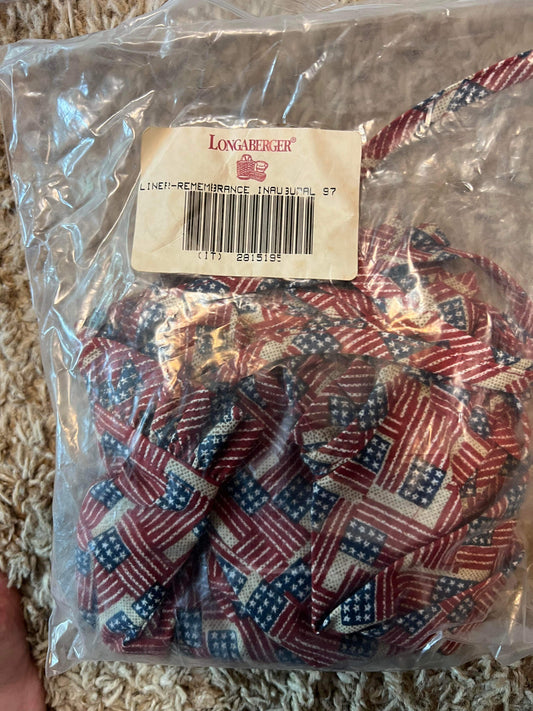 LONGABERGER®
LINER-REMEMBRANCE INAUGURAL 97
(IT) 2815195